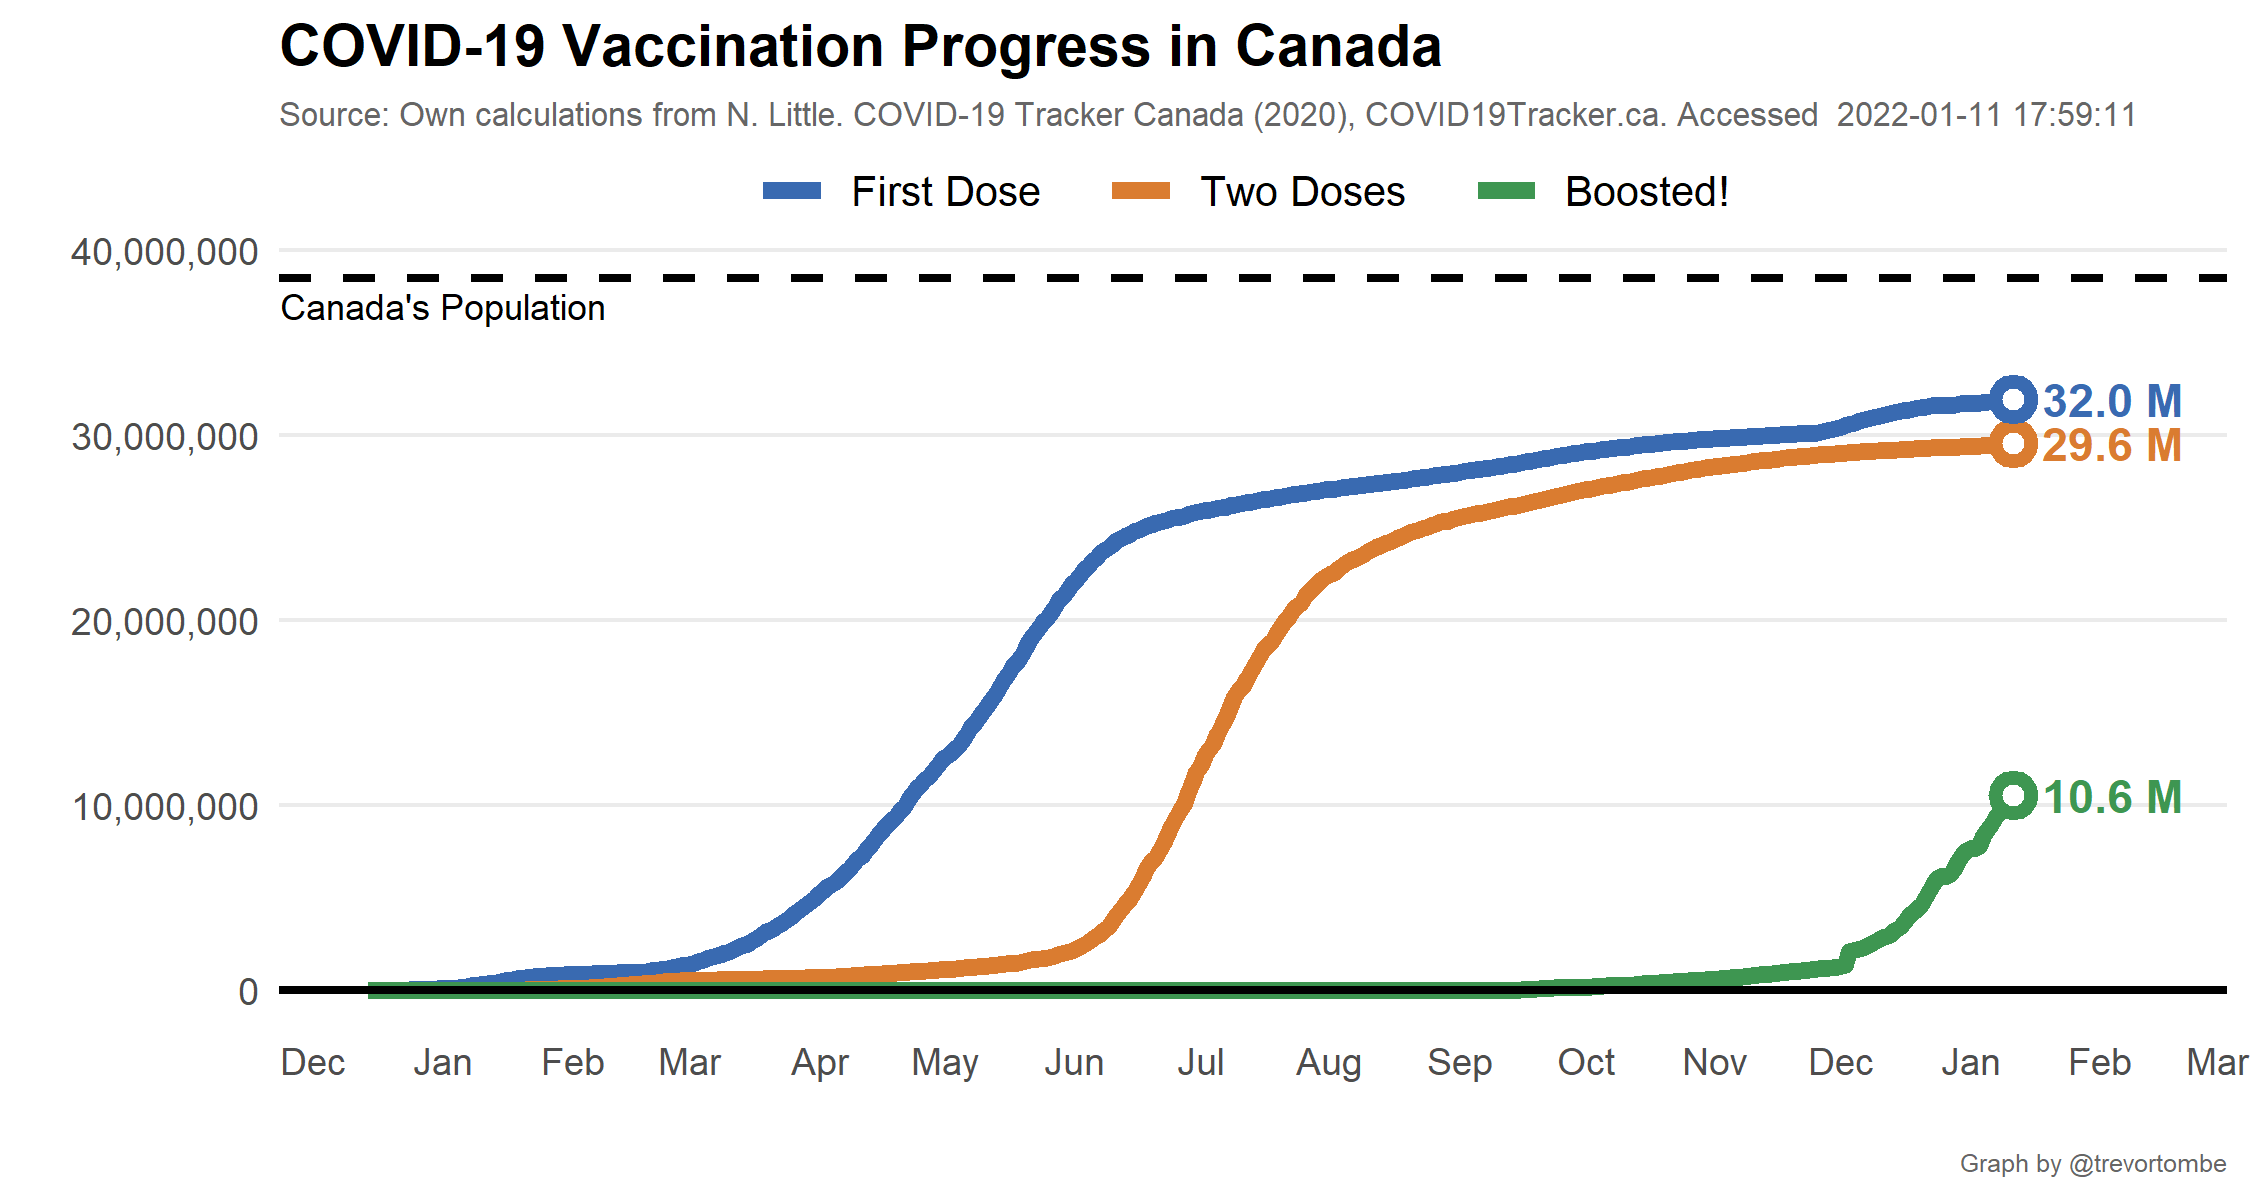 COVID-19 Vaccination Progress in Canada
Source: Own calculations from N. Little. COVID-19 Tracker Canada (2020), COVID19Tracker.ca. Accessed  2022-01-11 17:59:11
First Dose Two Doses Boosted!
40,000,000
Canada's Population
32.0 M
30,000,000
29.6 M
20,000,000
10,000,000
10.6 M
0
Dec Jan Feb Mar Apr May Jun Jul Aug Sep Oct Nov Dec Jan Feb Mar
Graph by @trevortombe